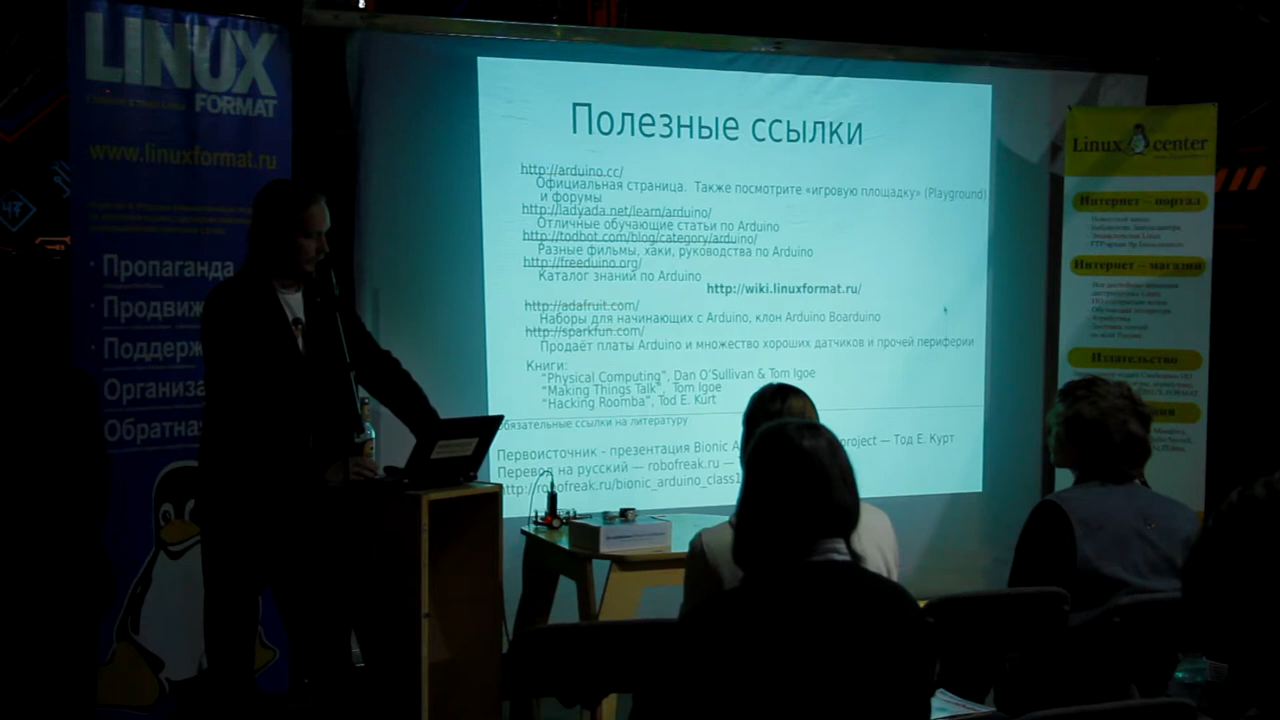 LINUX
FORMAT
www.linuxformat.ru
· Пропаганда
· Продвиж
· Поддерж
Организа
Обратная
47
Полезные ссылки
http://arduino.cc/
Официальная страница. Также посмотрите «игровую площадку» (Playground)
и форумы
http://ladyada.net/learn/arduino/
Отличные обучающие статьи по Arduino
http://todbot.com/blog/category/arduino/
Разные фильмы, хаки, руководства по Arduino
http://freeduino.org/
Каталог знаний по Arduino
http://wiki.linuxformat.ru/
http://adafruit.com/
Наборы для начинающих с Arduino, клон Arduino Boarduino
http://sparkfun.com/
Продаёт платы Arduino и множество хороших датчиков и прочей периферии
Книги:
"Physical Computing", Dan O'Sullivan & Tom Igoe
"Making Things Talk", Tom Igoe
"Hacking Roomba", Tod E. Kurt
обязательные ссылки на литературу
Первоисточник - презентация Bionic A project — Тод Е. Курт
Перевод на русский — robofreak.ru —
http://robofreak.ru/bionic_arduino_class1
Linux center
Интернет – портал
Интернет – магазин
Издательство